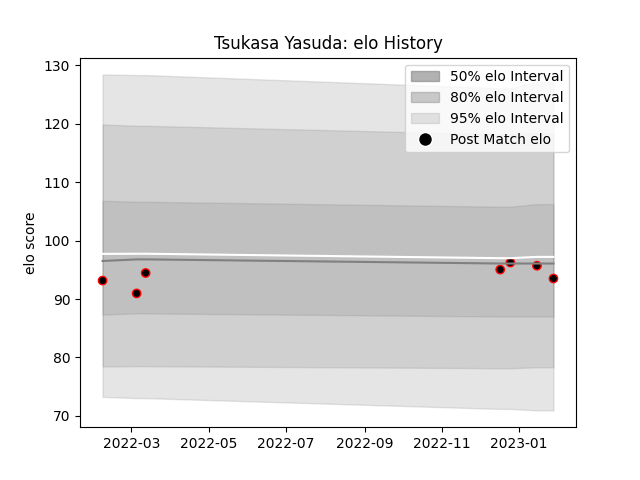 Tsukasa Yasuda: elo History
130
120
110
100
90
80
70
elo score
50% elo Interval
80% elo Interval
95% elo Interval
Post Match elo
2022-03
2022-05
2022-07
2022-09
2022-11
2023-01